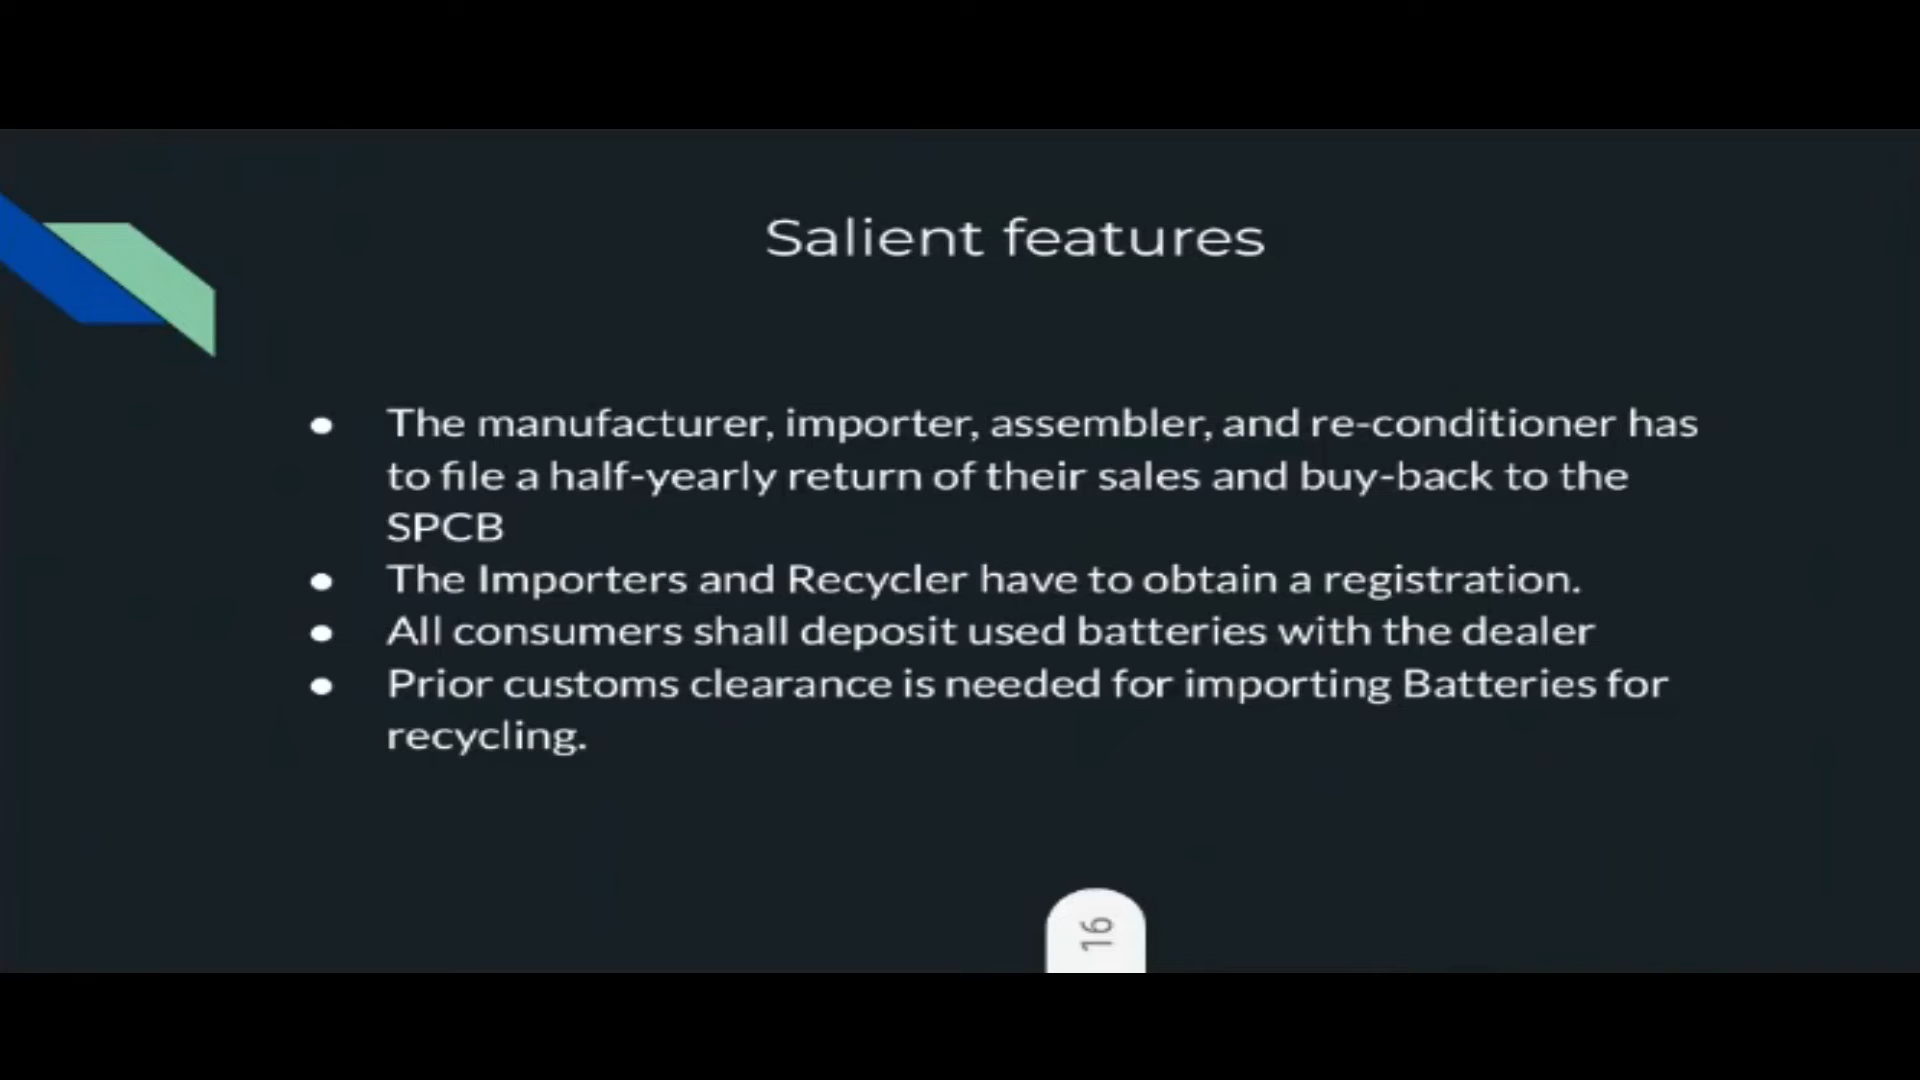 Salient features
● The manufacturer, importer, assembler, and re-conditioner has
to file a half-yearly return of their sales and buy-back to the
SPCB
● The Importers and Recycler have to obtain a registration.
● All consumers shall deposit used batteries with the dealer
● Prior customs clearance is needed for importing Batteries for
recycling.
16